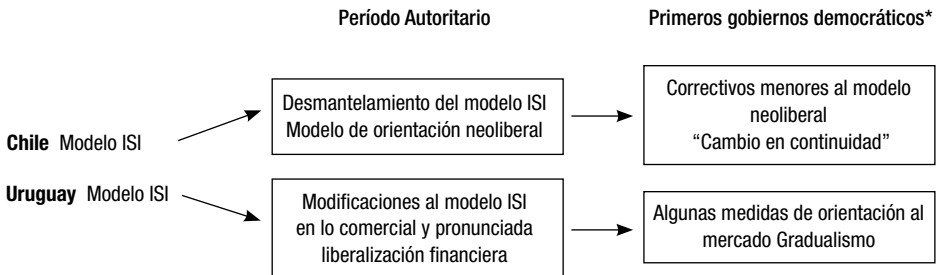 Período Autoritario
Primeros gobiernos democráticos*
Chile Modelo ISI
Desmantelamiento del modelo ISI
Modelo de orientación neoliberal
Correctivos menores al modelo
neoliberal
“Cambio en continuidad”
Uruguay Modelo ISI
Modificaciones al modelo ISI
en lo comercial y pronunciada
liberalización financiera
Algunas medidas de orientación al
mercado Gradualismo